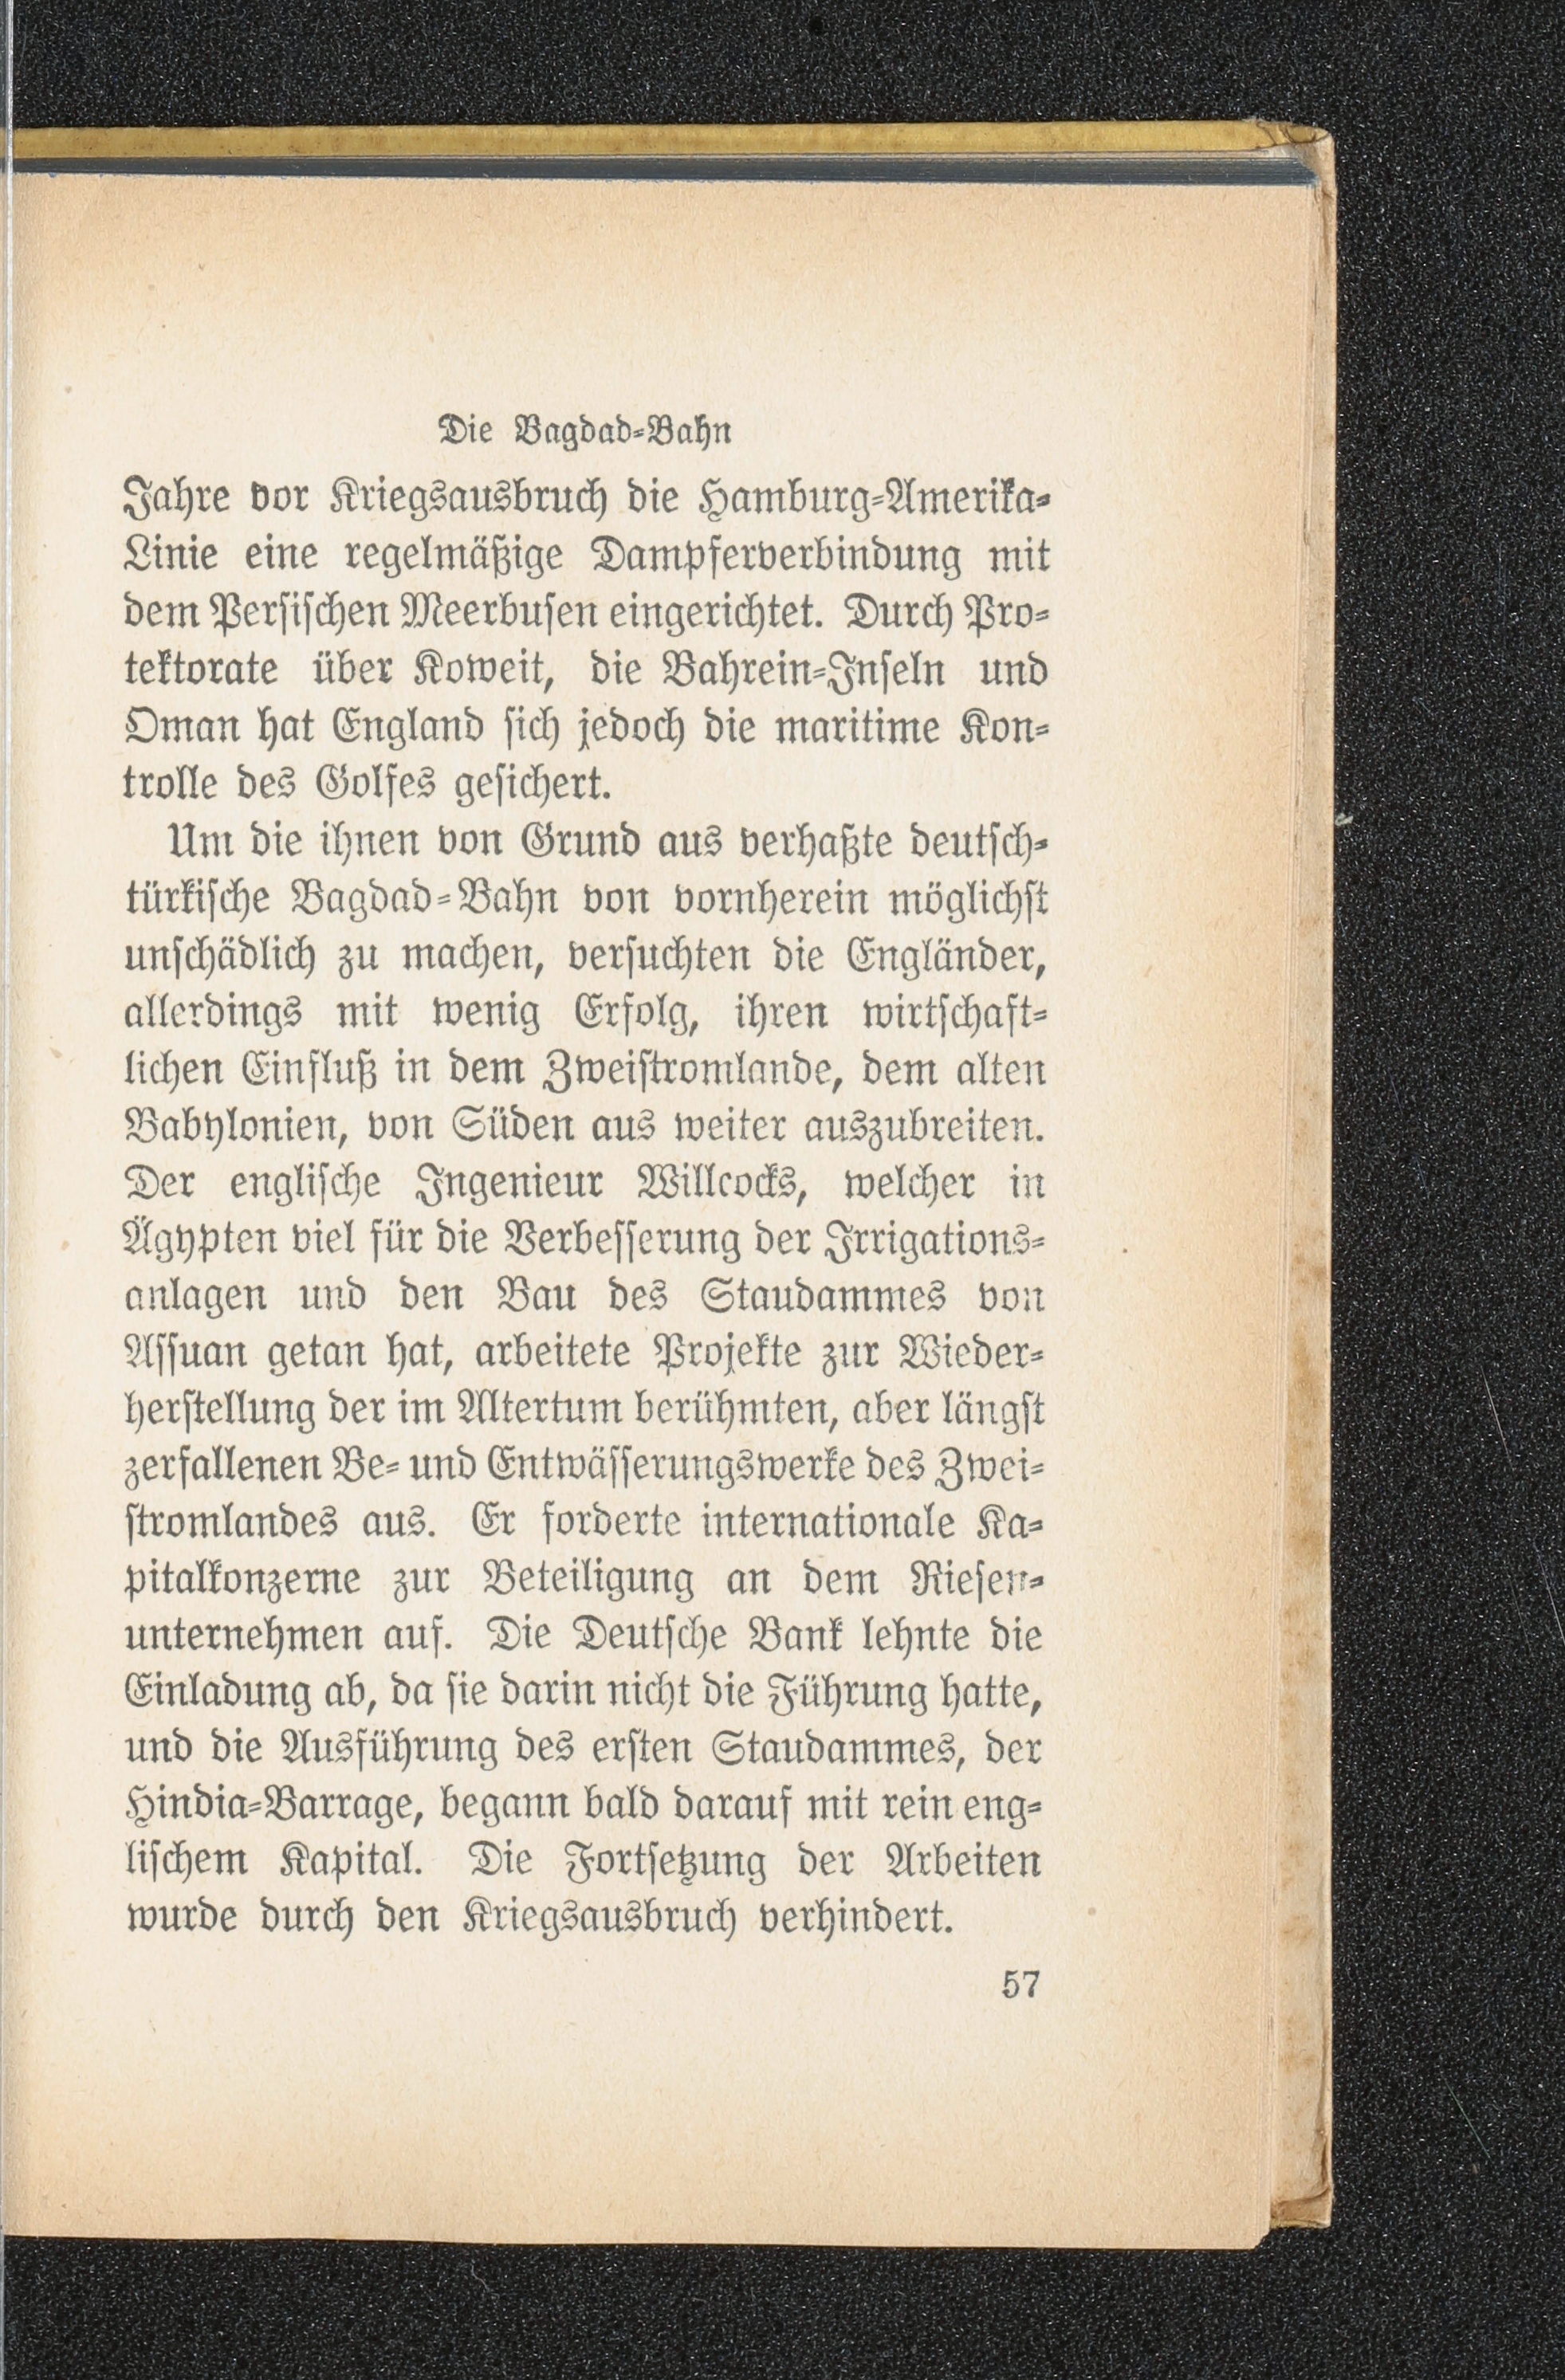 Die Bagdad-Bahn
Jahre vor Kriegsausbruch die Hamburg-Amerika-
Linie eine regelmäßige Dampferverbindung mit
dem Persischen Meerbusen eingerichtet. Durch Pro-
tektorate über Koweit, die Bahrein-Inseln und
Oman hat England sich jedoch die maritime Kon-
trolle des Golfes gesichert.
Um die ihnen von Grund aus verhaßte deutsch-
türkische Bagdad-Bahn von vornherein möglichst
unschädlich zu machen, versuchten die Engländer,
allerdings mit wenig Erfolg, ihren wirtschaft-
lichen Einfluß in dem Zweistromlande, dem alten
Babylonien, von Süden aus weiter auszubreiten.
Der englische Ingenieur Willcocks, welcher in
Ägypten viel für die Verbesserung der Irrigations-
anlagen und den Bau des Staudammes von
Assuan getan hat, arbeitete Projekte zur Wieder-
herstellung der im Altertum berühmten, aber längst
zerfallenen Be- und Entwässerungswerke des Zwei-
stromlandes aus. Er forderte internationale Ka-
pitalkonzerne zur Beteiligung an dem Riesen-
unternehmen auf. Die Deutsche Bank lehnte die
Einladung ab, da sie darin nicht die Führung hatte,
und die Ausführung des ersten Staudammes, der
Hindia-Barrage, begann bald darauf mit rein eng-
lischem Kapital. Die Fortsetzung der Arbeiten
wurde durch den Kriegsausbruch verhindert.
57